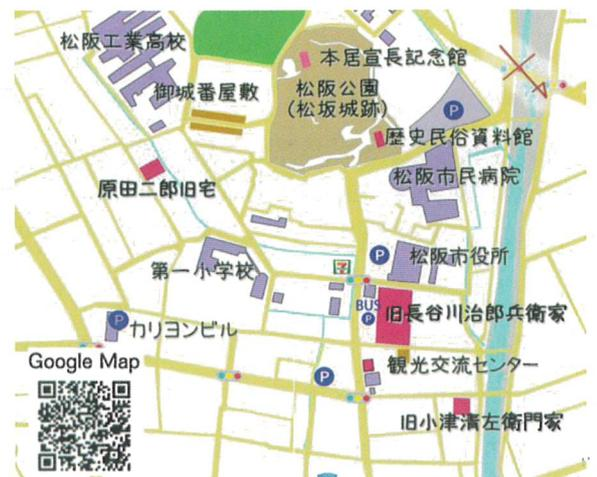 松阪工業高校
本居宣長記念館
御城番屋敷
松阪公園
(松坂城跡)
P
歴史民俗資料館
原田二郎旧宅
松阪市民病院
第一小学校
P
松阪市役所
7
BUS
P
旧長谷川治郎兵衛家
P
カリヨンビル
観光交流センター
Google Map
P
旧小津清左衛門家